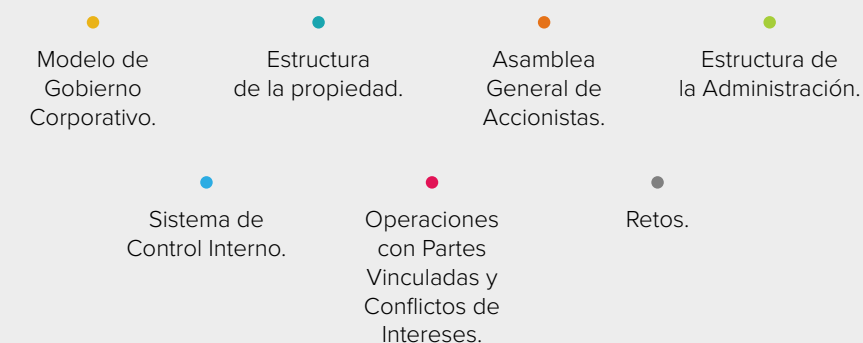 Modelo de
Gobierno
Corporativo.
Estructura
de la propiedad.
Asamblea
General de
Accionistas.
Estructura de
la Administración.
Sistema de
Control Interno.
Operaciones
con Partes
Vinculadas y
Conflictos de
Intereses.
Retos.